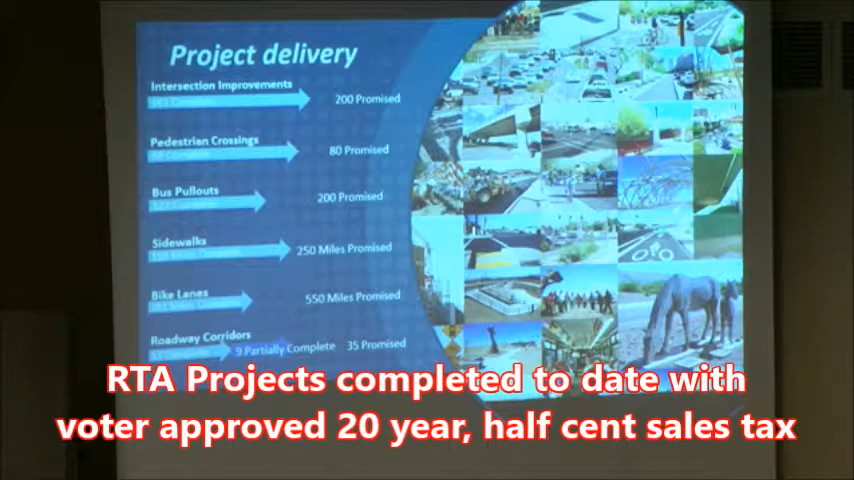 Project delivery
Intersection Improvements
200 Promised
Pedestrian Crossings
80 Promised
Bus Pullouts
200 Promised
Sidewalks
250 Miles Promised
Bike Lanes
550 Miles Promised
Roadway Corridors
9 Partially Complete 35 Promised
RTA Projects completed to date with
voter approved 20 year, half cent sales tax